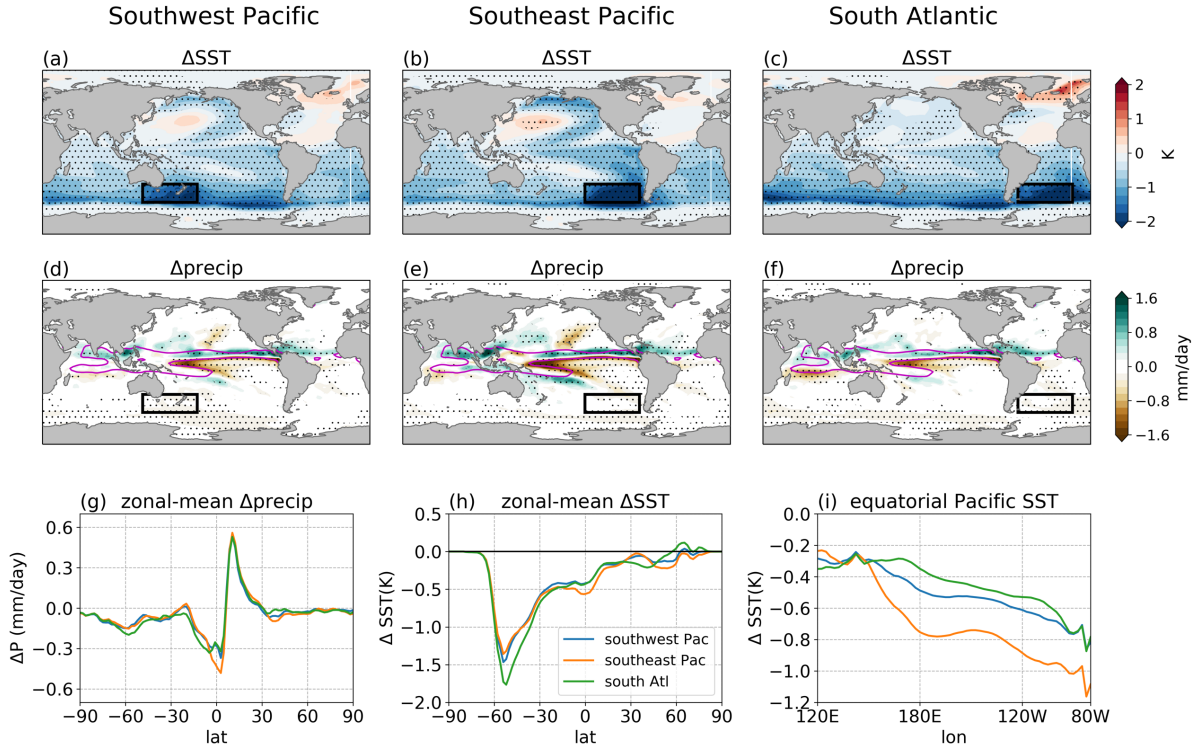 Southwest Pacific Southeast Pacific South Atlantic
(a) ΔSST (b) ΔSST (c) ΔSST
2
1
0
−1
−2
K
(d) Δprecip (e) Δprecip (f) Δprecip
1.6
0.8
0.0
−0.8
−1.6
mm/day
(g) zonal-mean Δprecip
0.6
0.3
0.0
−0.3
−0.6
ΔP (mm/day)
−90 −60 −30 0 30 60 90
lat
(h) zonal-mean ΔSST
0.5
0.0
−0.5
−1.0
−1.5
−2.0
Δ SST(K)
southwest Pac
southeast Pac
south Atl
−90 −60 −30 0 30 60 90
lat
(i) equatorial Pacific SST
0.0
−0.2
−0.4
−0.6
−0.8
−1.0
−1.2
Δ SST(K)
120E 180E 120W 80W
lon